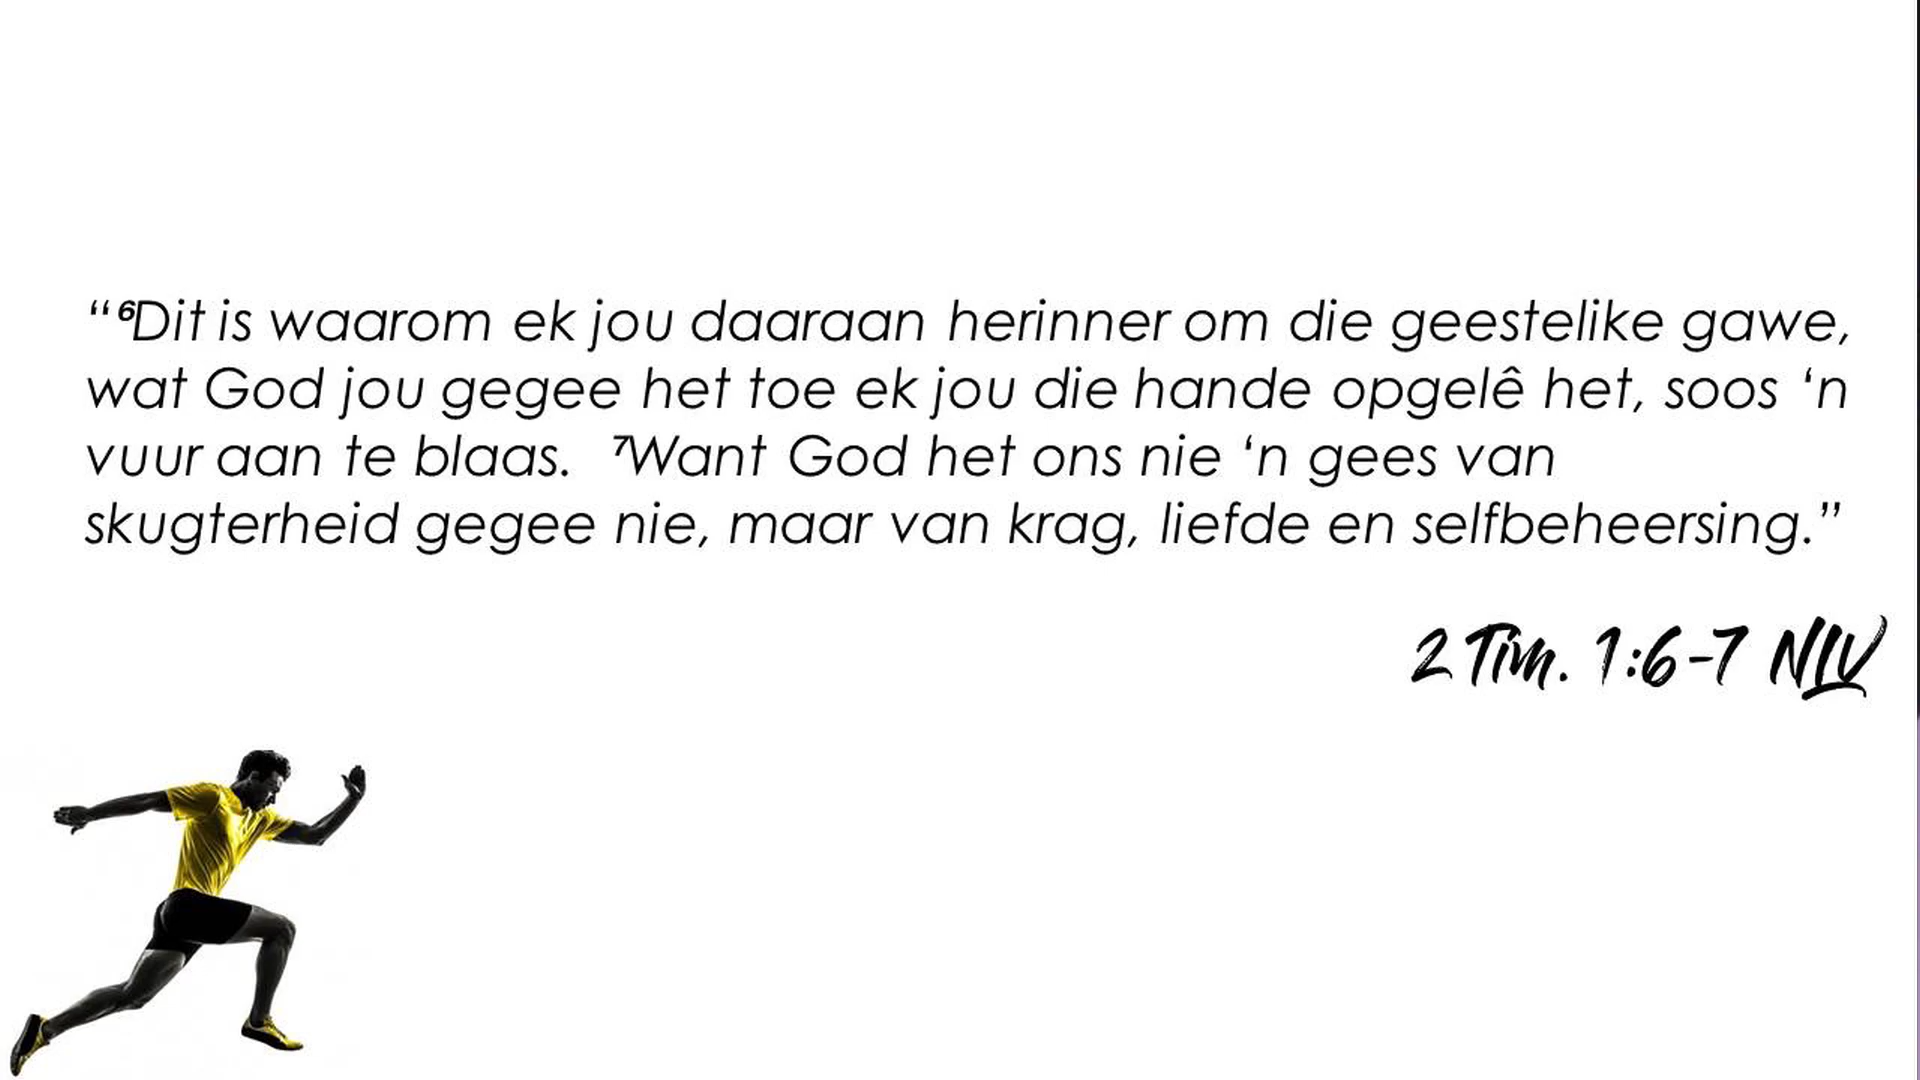 “⁶Dit is waarom ek jou daaraan herinner om die geestelike gawe,
wat God jou gegee het toe ek jou die hande opgelê het, soos ‘n
vuur aan te blaas.  ⁷Want God het ons nie ‘n gees van
skugterheid gegee nie, maar van krag, liefde en selfbeheersing.”
2 Tim. 1:6-7 NLV